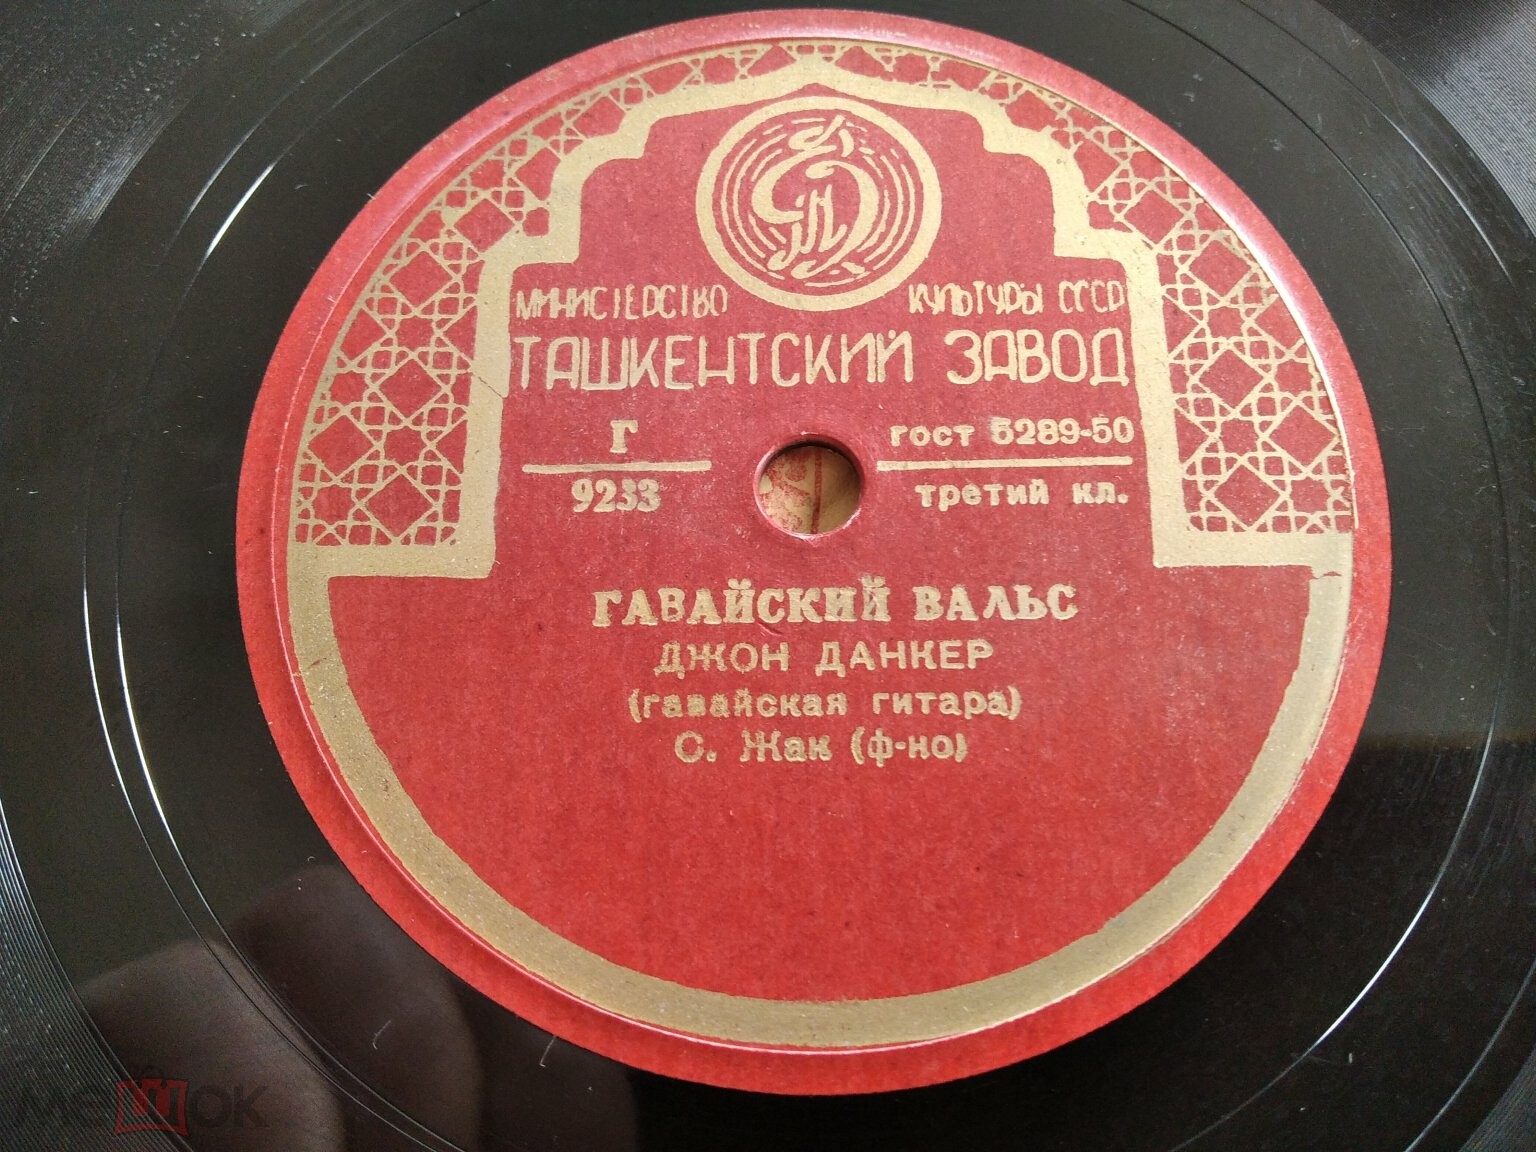 МИНИСТЕРСТВО КУЛЬТУРЫ СССР
ТАШКЕНТСКИЙ ЗАВОД
Г гост 5289-50
9233 третий кл.
ГАВАЙСКИЙ ВАЛЬС
ДЖОН ДАНКЕР
(гавайская гитара)
С. Жак (ф-но)
мешок